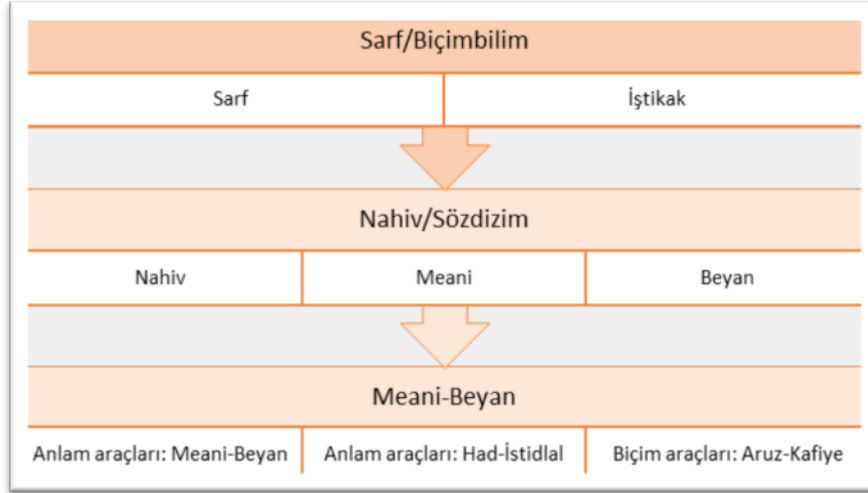 Sarf/Biçimbilim
Sarf İştikak
Nahiv/Sözdizim
Nahiv Meani Beyan
Meani-Beyan
Anlam araçları: Meani-Beyan Anlam araçları: Had-İstidlal Biçim araçları: Aruz-Kafiye